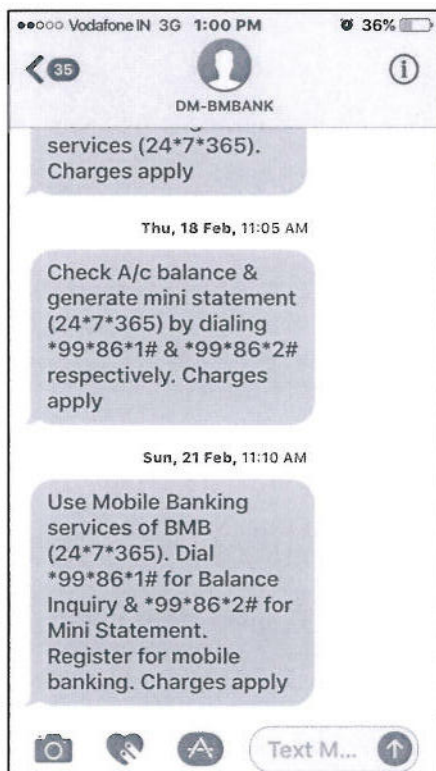 Vodafone IN 3G 1:00 PM 36%
35
DM-BMBANK
services (24*7*365).
Charges apply
Thu, 18 Feb, 11:05 AM
Check A/c balance &
generate mini statement
(24*7*365) by dialing
*99*86*1# & *99*86*2#
respectively. Charges
apply
Sun, 21 Feb, 11:10 AM
Use Mobile Banking
services of BMB
(24*7*365). Dial
*99*86*1# for Balance
Inquiry & *99*86*2# for
Mini Statement.
Register for mobile
banking. Charges apply
Text M...